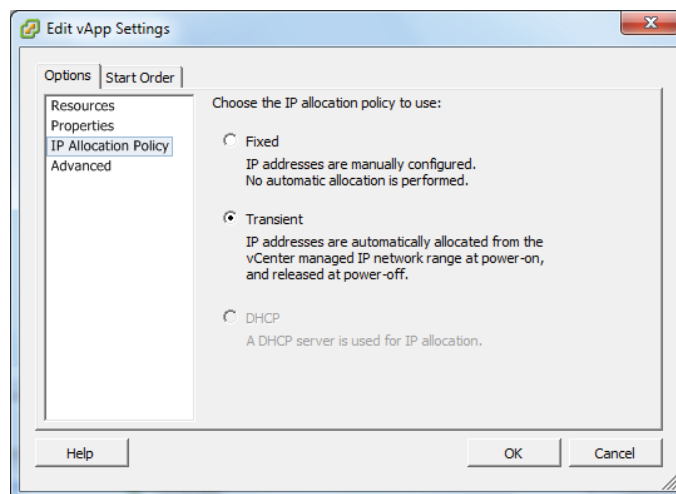 Edit vApp Settings
Options
Start Order
Resources
Properties
IP Allocation Policy
Advanced
Choose the IP allocation policy to use:
Fixed
IP addresses are manually configured.
No automatic allocation is performed.
Transient
IP addresses are automatically allocated from the
vCenter managed IP network range at power-on,
and released at power-off.
DHCP
A DHCP server is used for IP allocation.
Help
OK
Cancel